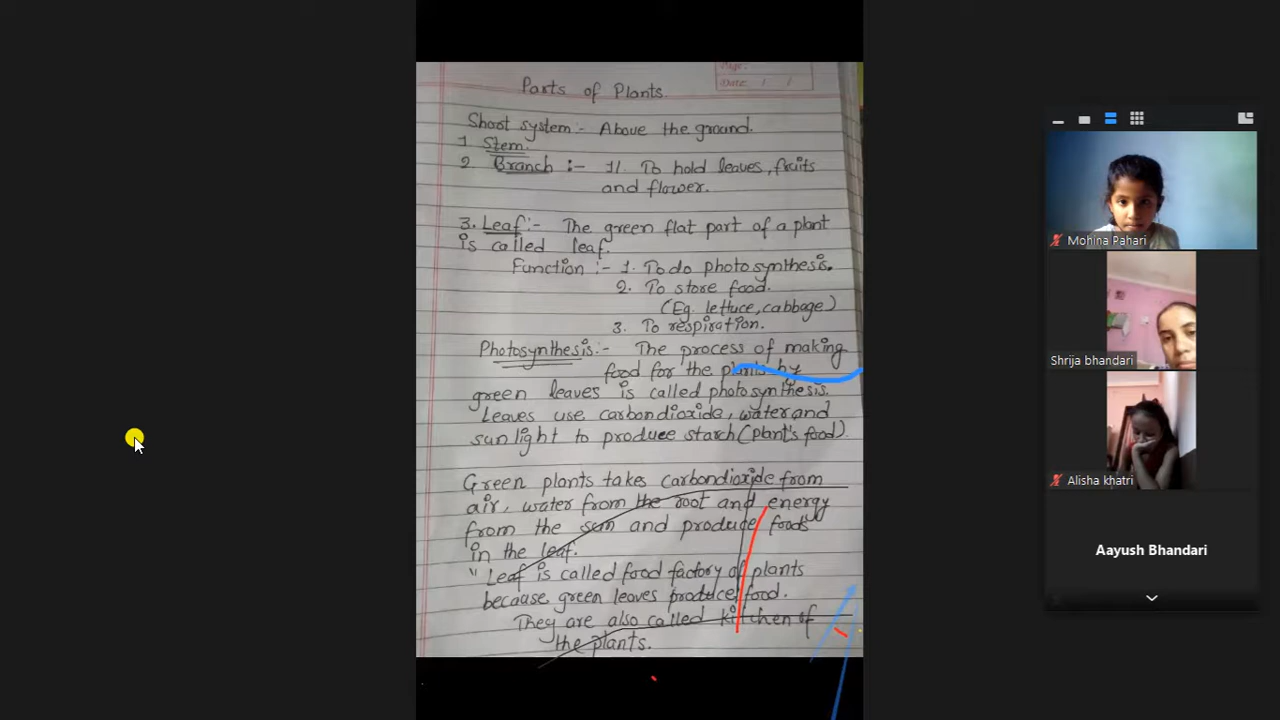 Page:
Date: / /
Parts of Plants.
Shoot system:- Above the ground.
1 Stem.
2 Branch :- 1). To hold leaves, fruits
and flower.
3. Leaf:- The green flat part of a plant
is called leaf.
Function :- 1. To do photosynthesis.
2. To store food.
(Eg. lettuce, cabbage)
3. To respiration.
Photosynthesis:- The process of making
food for the plants by
green leaves is called photosynthesis.
Leaves use carbondioxide, water and
sunlight to produce starch (plant's food).
Green plants takes carbondioxide from
air, water from the root and energy
from the sun and produce foods
in the leaf.
"Leaf is called food factory of plants
because green leaves produce food.
They are also called kitchen of
the plants.
Mohina Pahari
Shrija bhandari
Alisha khatri
Aayush Bhandari